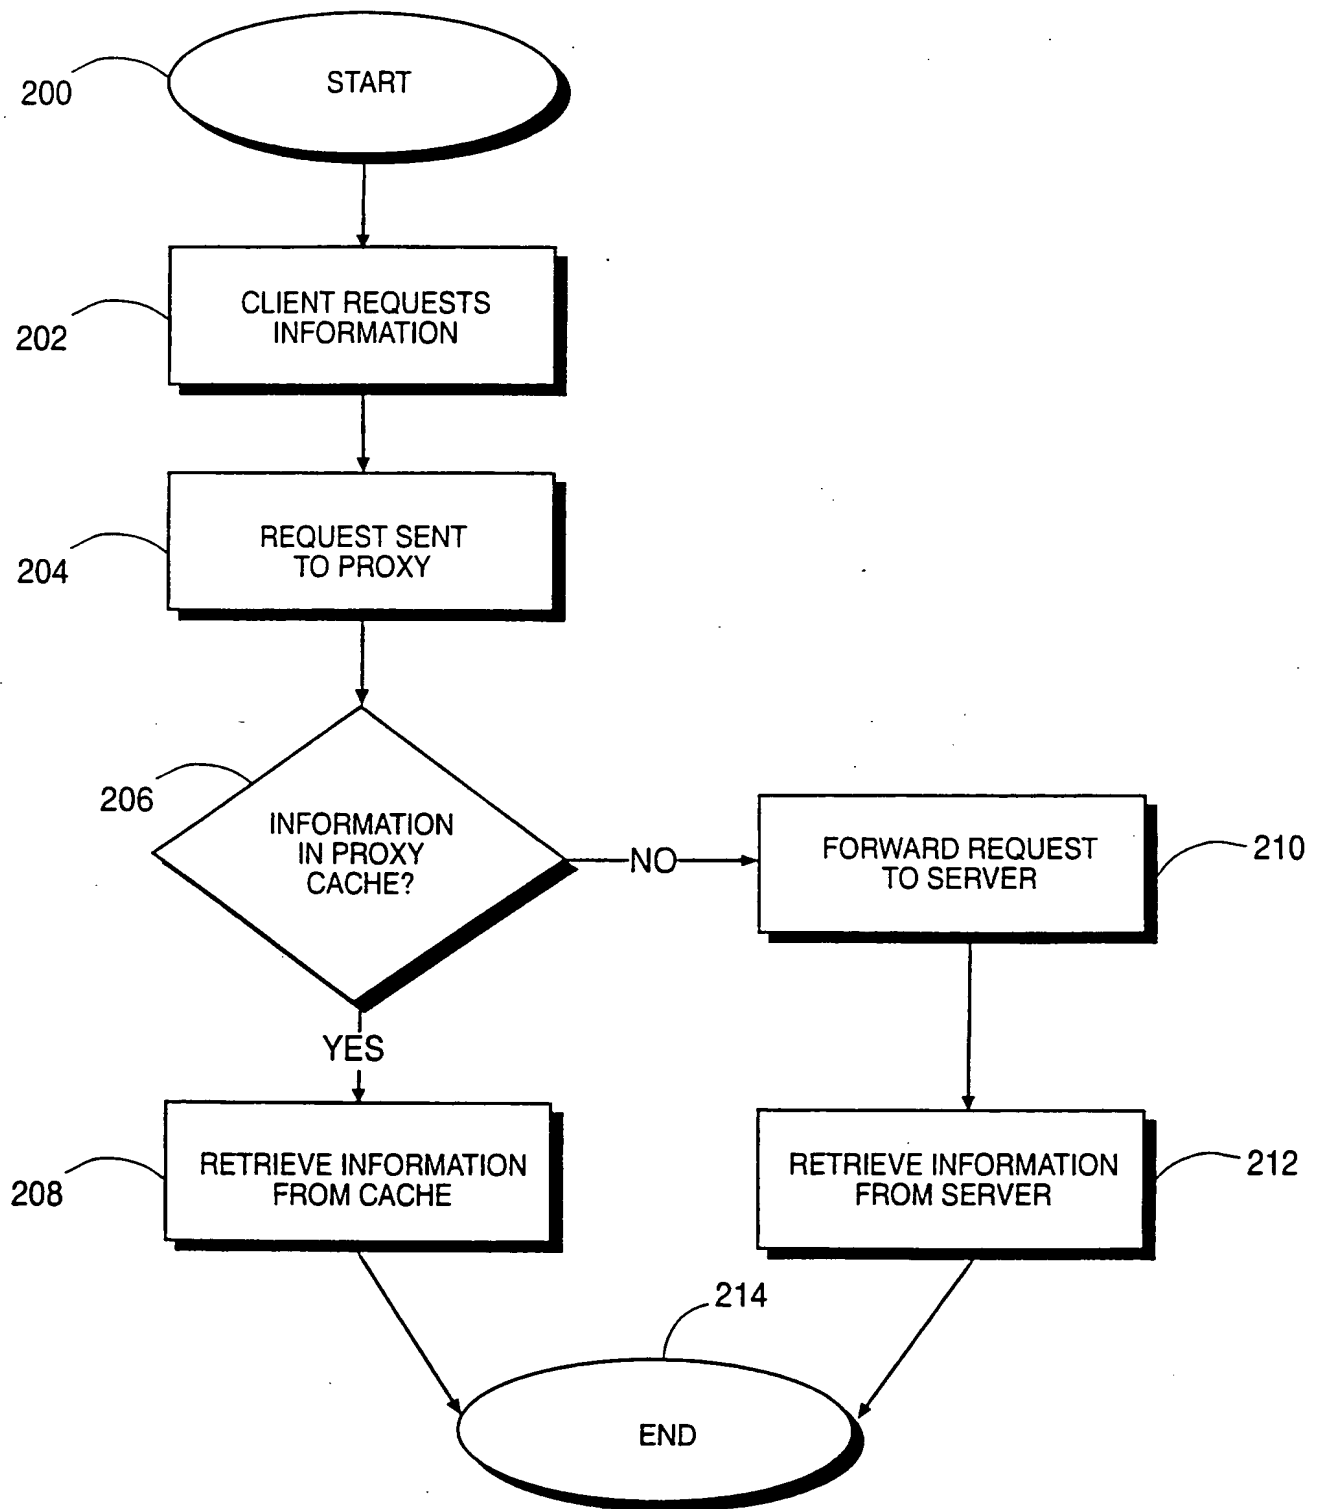 200
START
202
CLIENT REQUESTS
INFORMATION
204
REQUEST SENT
TO PROXY
206
INFORMATION
IN PROXY
CACHE?
NO
FORWARD REQUEST
TO SERVER
210
YES
208
RETRIEVE INFORMATION
FROM CACHE
RETRIEVE INFORMATION
FROM SERVER
212
214
END